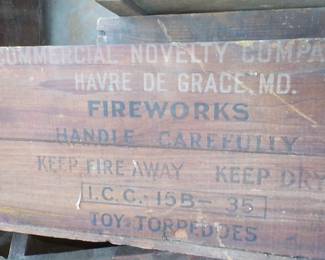 COMMERCIAL NOVELTY COMPA
HAVRE DE GRACE, MD.
FIREWORKS
HANDLE CAREFULLY
KEEP FIRE AWAY KEEP DRY
I.C.C.-15B-35
TOY TORPEDOES